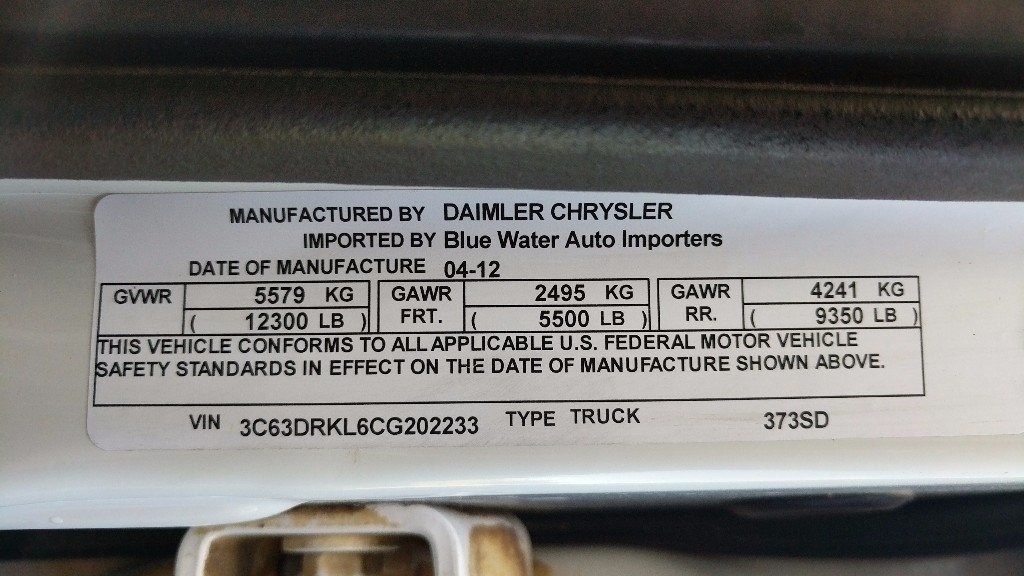 MANUFACTURED BY DAIMLER CHRYSLER
IMPORTED BY Blue Water Auto Importers
DATE OF MANUFACTURE 04-12
GVWR 5579 KG GAWR 2495 KG GAWR 4241 KG
( 12300 LB ) FRT. ( 5500 LB ) RR. ( 9350 LB )
THIS VEHICLE CONFORMS TO ALL APPLICABLE U.S. FEDERAL MOTOR VEHICLE
SAFETY STANDARDS IN EFFECT ON THE DATE OF MANUFACTURE SHOWN ABOVE.
VIN 3C63DRKL6CG202233 TYPE TRUCK 373SD